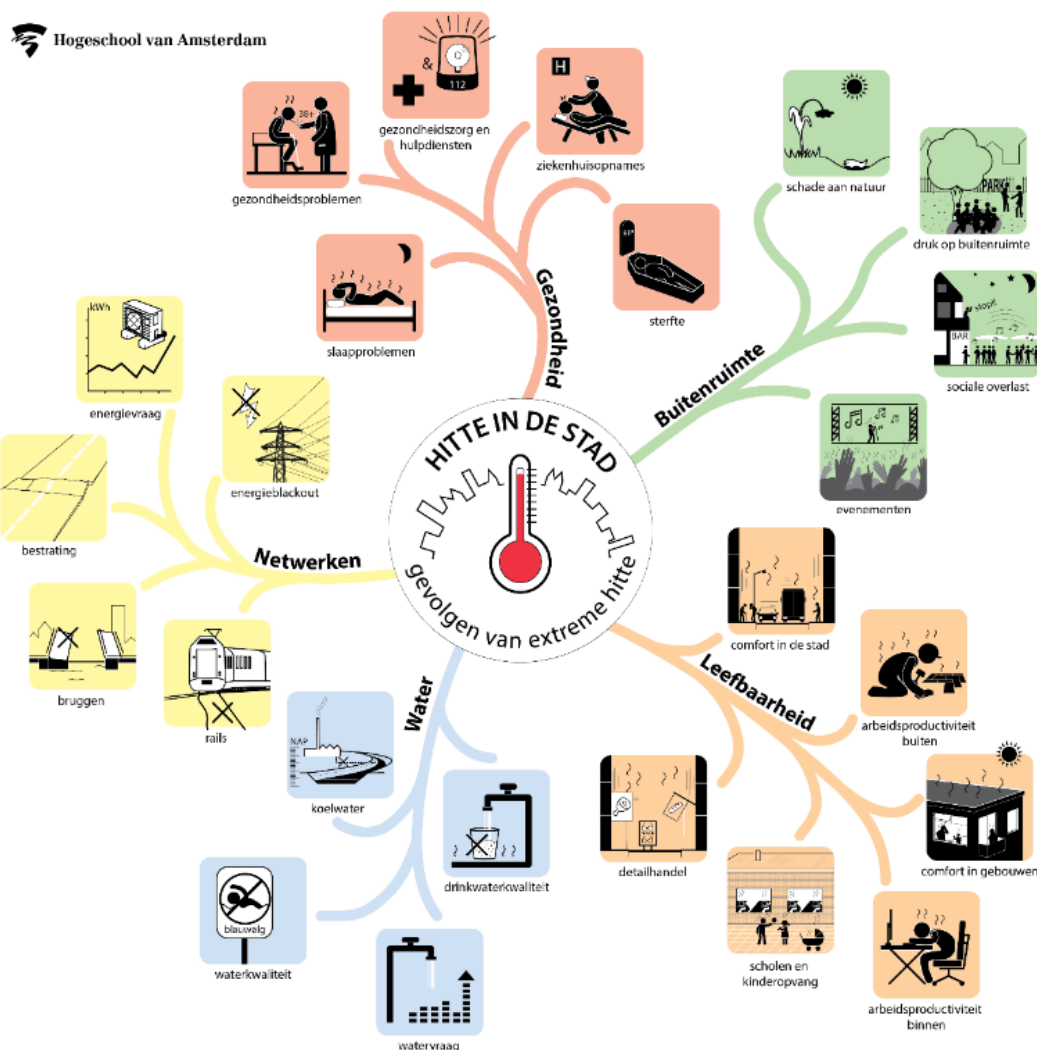 Hogeschool van Amsterdam
HITTE IN DE STAD
gevolgen van extreme hitte
Gezondheid
38+
gezondheidsproblemen
&
112
gezondheidszorg en
hulpdiensten
H
ziekenhuisopnames
RIP
sterfte
slaapproblemen
Buitenruimte
schade aan natuur
PARK
druk op buitenruimte
stop!!
BAR
sociale overlast
evenementen
Leefbaarheid
comfort in de stad
arbeidsproductiviteit
buiten
comfort in gebouwen
arbeidsproductiviteit
binnen
scholen en
kinderopvang
detailhandel
Water
NAP
koelwater
drinkwaterkwaliteit
blauwalg
waterkwaliteit
watervraag
Netwerken
kWh
energievraag
energieblackout
bestrating
bruggen
rails